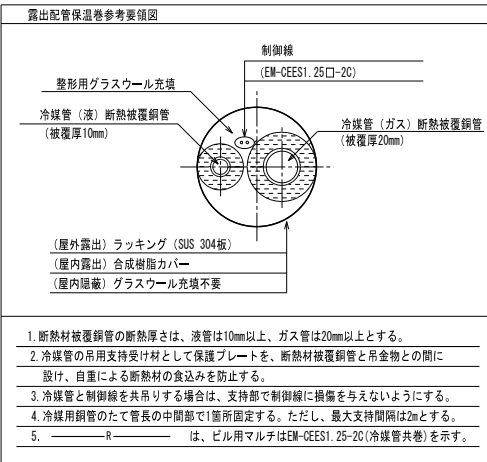 露出配管保温巻参考要領図
制御線
(EM-CEES1.25□-2C)
整形用グラスウール充填
冷媒管（液）断熱被覆銅管
(被覆厚10mm)
冷媒管（ガス）断熱被覆銅管
(被覆厚20mm)
(屋外露出) ラッキング (SUS 304板)
(屋内露出) 合成樹脂カバー
(屋内隠蔽) グラスウール充填不要
1.断熱材被覆銅管の断熱厚さは、液管は10mm以上、ガス管は20mm以上とする。
2.冷媒管の吊用支持受け材として保護プレートを、断熱材被覆銅管と吊金物との間に
設け、自重による断熱材の食込みを防止する。
3.冷媒管と制御線を共吊りする場合は、支持部で制御線に損傷を与えないようにする。
4.冷媒用銅管のたて管長の中間部で1箇所固定する。ただし、最大支持間隔は2mとする。
5. ―――R――― は、ビル用マルチはEM-CEES1.25-2C(冷媒管共巻)を示す。